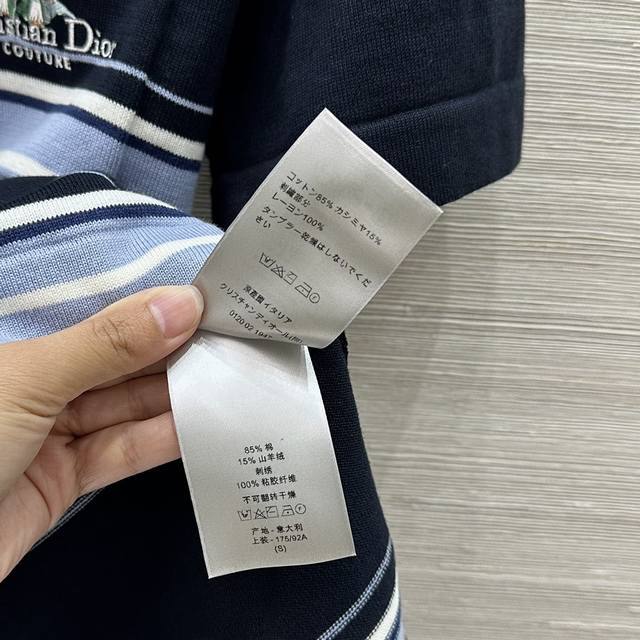 stian Dior
COUTURE
コットン85% カシミヤ15%
刺繍部分
レーヨン100%
タンブラー乾燥はしないでくだ
さい
原産国イタリア
クリスチャンディオール(株)
0120 02 1947
85% 棉
15% 山羊绒
刺绣
100% 粘胶纤维
不可翻转干燥
产地 - 意大利
上装 - 175/92A
(S)